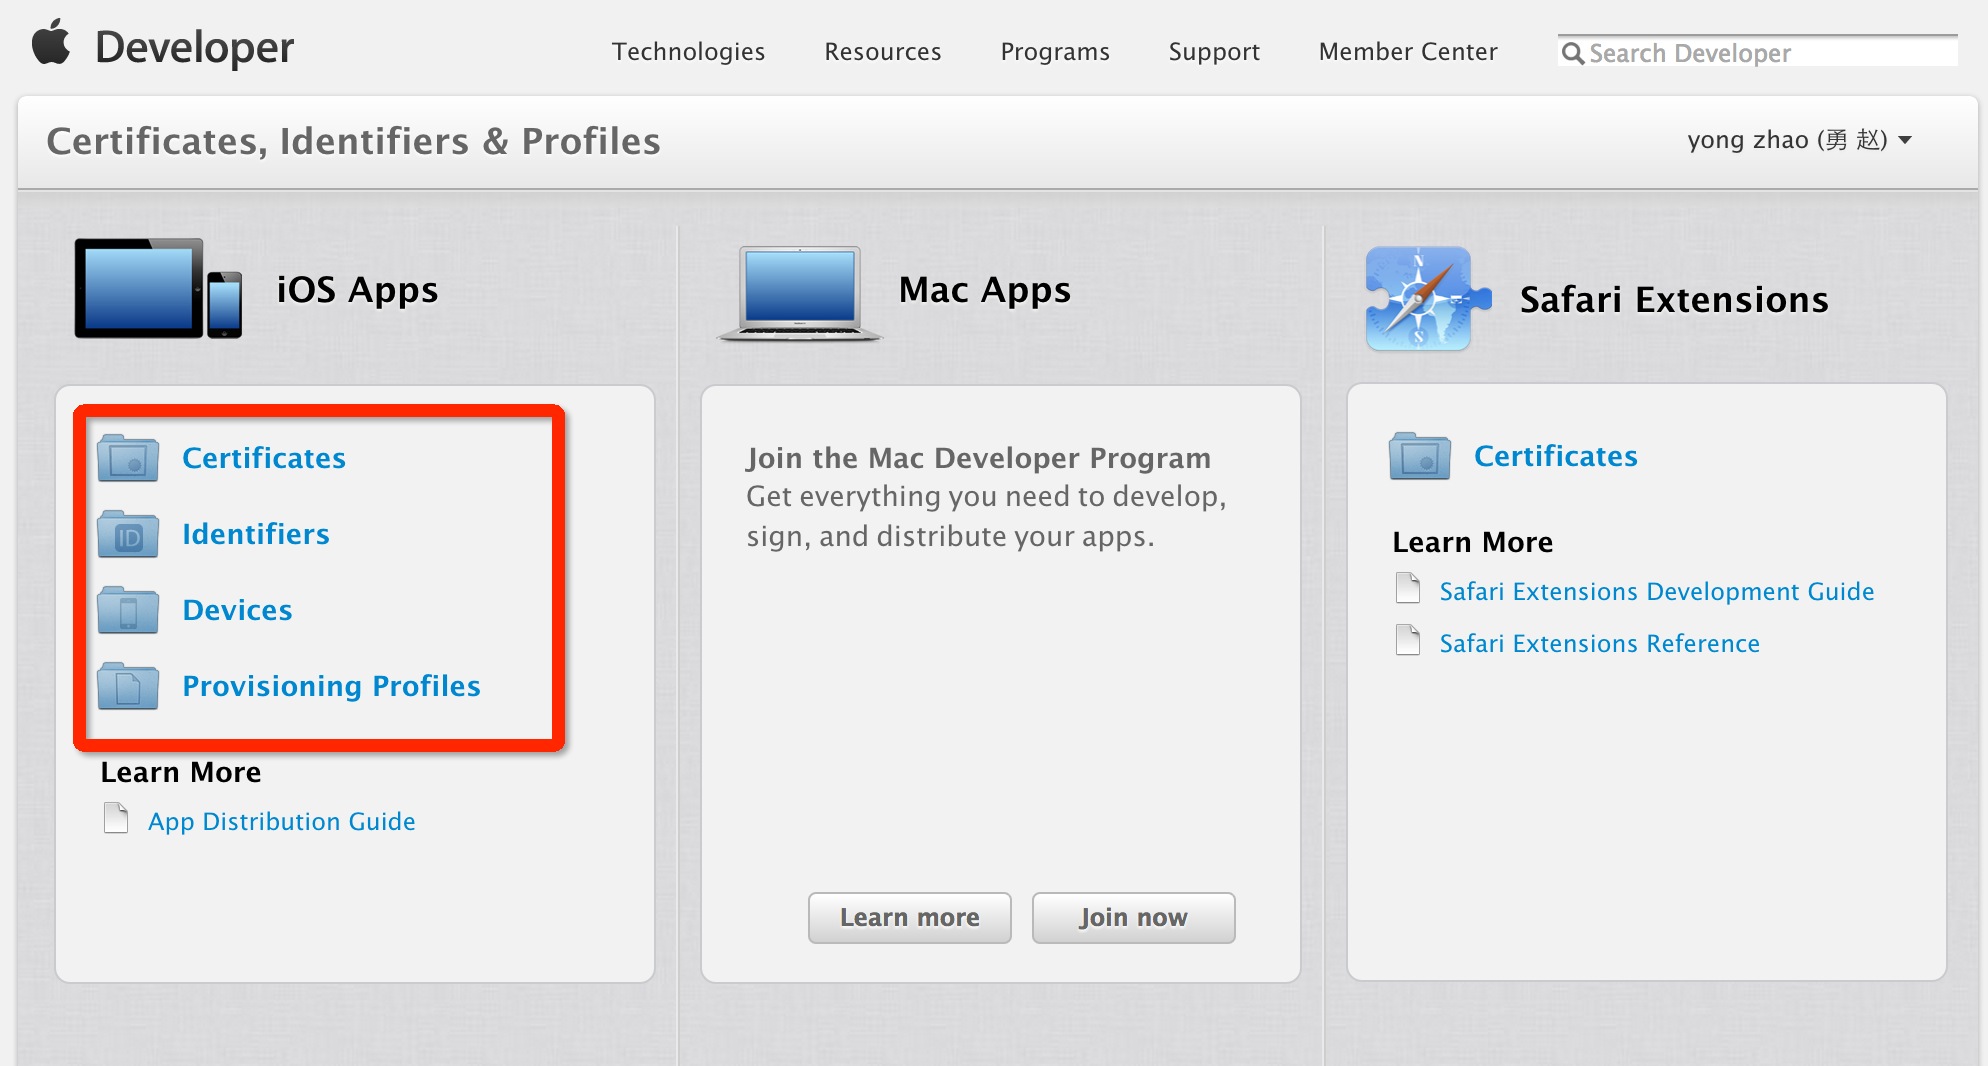 Developer
Technologies
Resources
Programs
Support
Member Center
Search Developer
Certificates, Identifiers & Profiles
yong zhao (勇 赵)
iOS Apps
Certificates
ID
Identifiers
Devices
Provisioning Profiles
Learn More
App Distribution Guide
Mac Apps
Join the Mac Developer Program
Get everything you need to develop,
sign, and distribute your apps.
Learn more
Join now
N
S
Safari Extensions
Certificates
Learn More
Safari Extensions Development Guide
Safari Extensions Reference